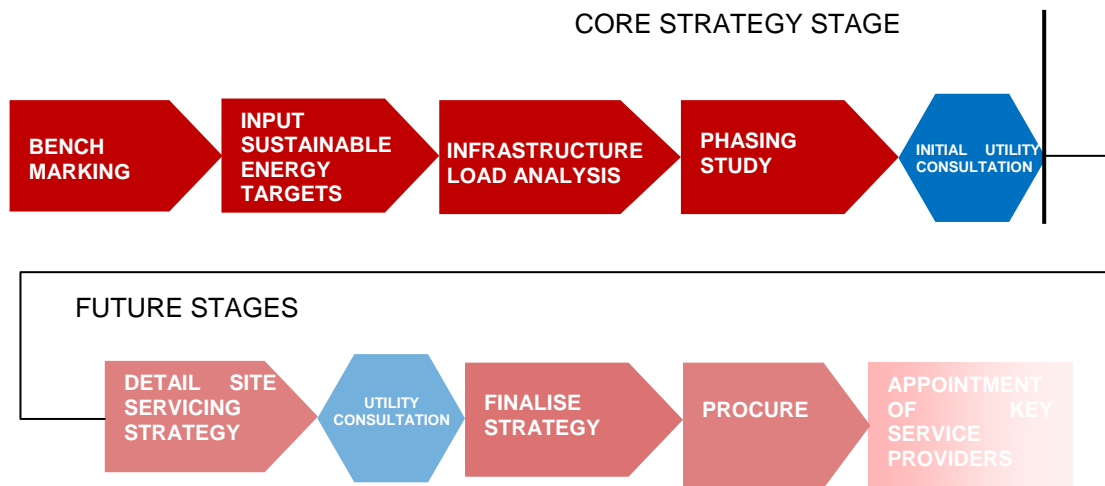 CORE STRATEGY STAGE
BENCH
MARKING
INPUT
SUSTAINABLE
ENERGY
TARGETS
INFRASTRUCTURE
LOAD ANALYSIS
PHASING
STUDY
INITIAL UTILITY
CONSULTATION
FUTURE STAGES
DETAIL SITE
SERVICING
STRATEGY
UTILITY
CONSULTATION
FINALISE
STRATEGY
PROCURE
APPOINTMENT
OF KEY
SERVICE
PROVIDERS